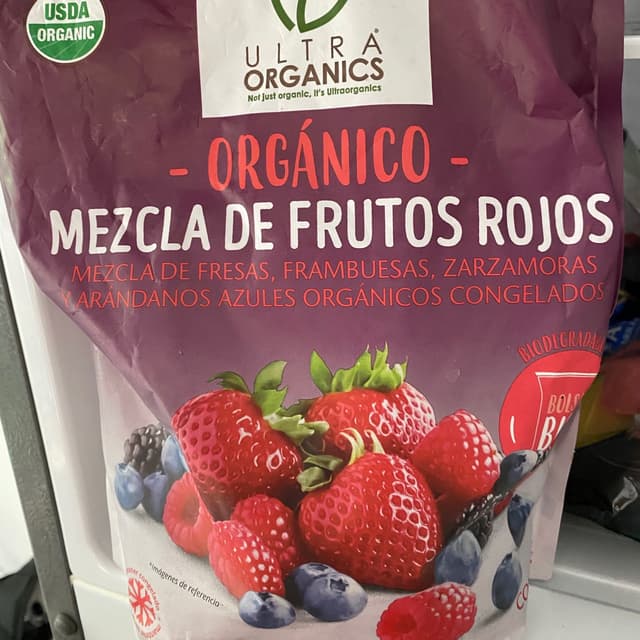 USDA
ORGANIC
ULTRA
ORGANICS
Not just organic, it's Ultraorganics
- ORGÁNICO -
MEZCLA DE FRUTOS ROJOS
MEZCLA DE FRESAS, FRAMBUESAS, ZARZAMORAS
Y ARÁNDANOS AZULES ORGÁNICOS CONGELADOS
BIODEGRADABLE
BOLS
*Imágenes de referencia